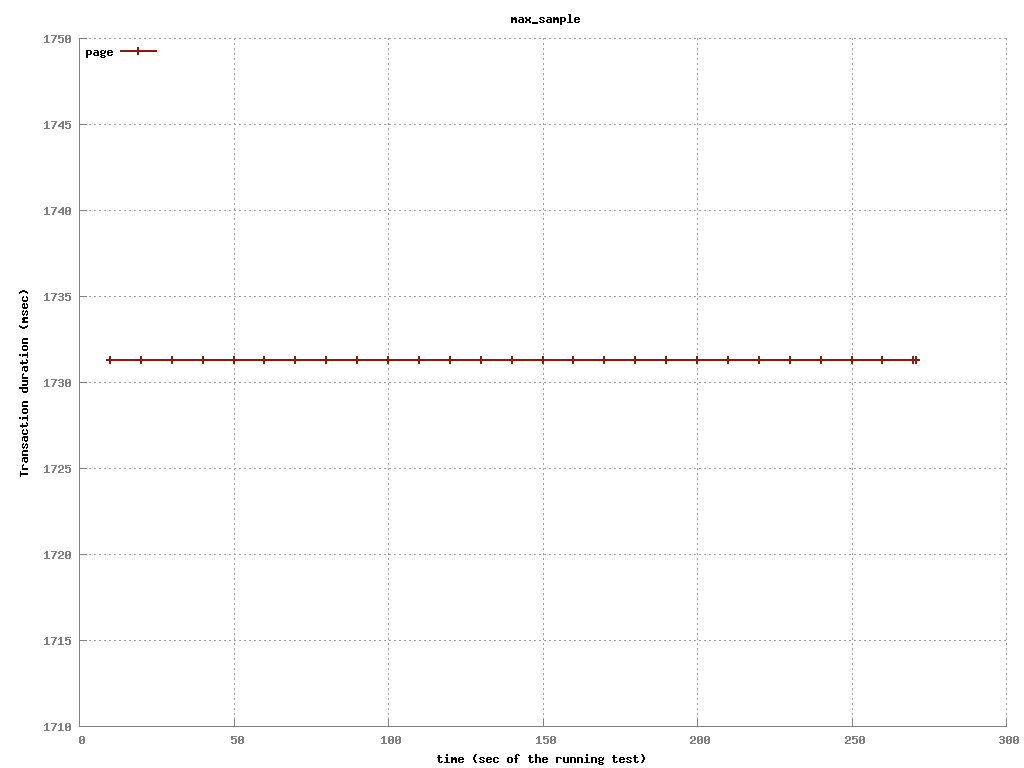 max_sample
page
1750
1745
1740
1735
1730
1725
1720
1715
1710
Transaction duration (msec)
0 50 100 150 200 250 300
time (sec of the running test)